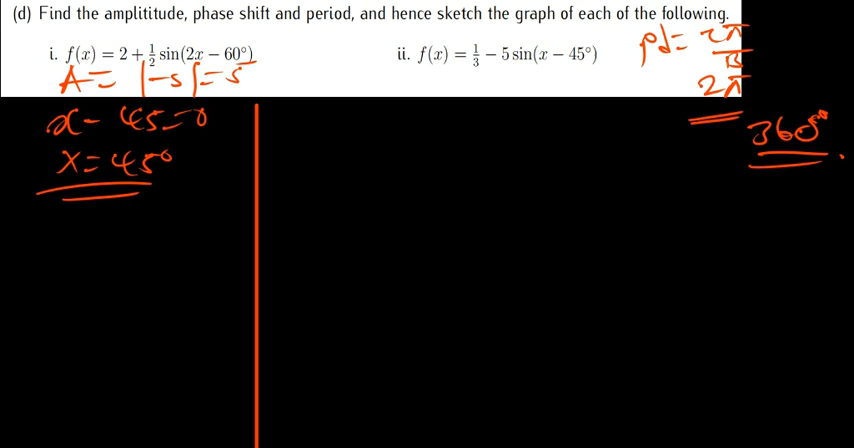 (d) Find the amplititude, phase shift and period, and hence sketch the graph of each of the following.
i. f(x) = 2 + 1/2 sin(2x − 60°)
ii. f(x) = 1/3 − 5 sin(x − 45°)
pd = 2π/B
A = |−5| = 5
2π
x − 45 = 0
360°
x = 45°